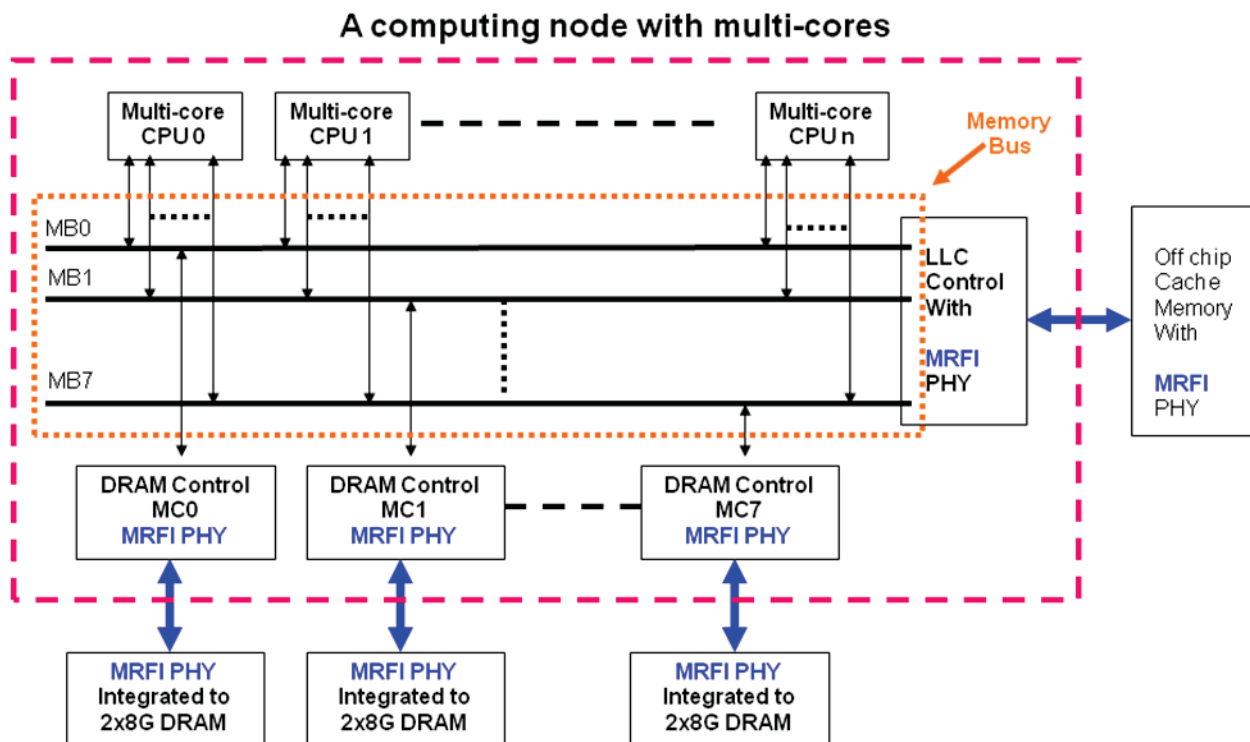 A computing node with multi-cores
Multi-core
CPU 0
Multi-core
CPU 1
Multi-core
CPU n
Memory
Bus
MB0
MB1
MB7
LLC
Control
With
MRFI
PHY
Off chip
Cache
Memory
With
MRFI
PHY
DRAM Control
MC0
MRFI PHY
DRAM Control
MC1
MRFI PHY
DRAM Control
MC7
MRFI PHY
MRFI PHY
Integrated to
2x8G DRAM
MRFI PHY
Integrated to
2x8G DRAM
MRFI PHY
Integrated to
2x8G DRAM